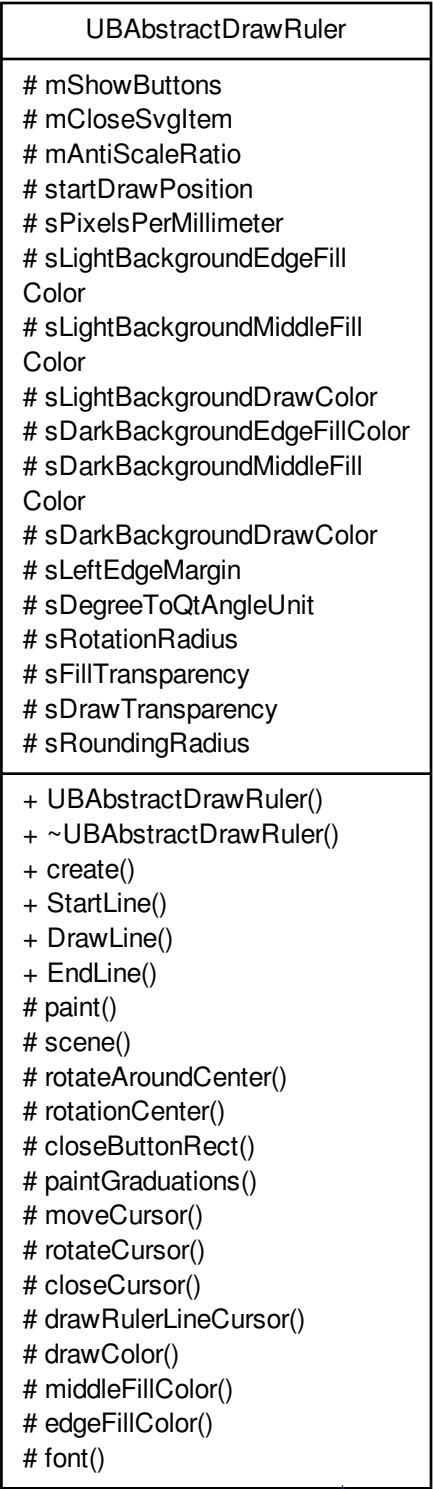 UBAbstractDrawRuler
# mShowButtons
# mCloseSvgItem
# mAntiScaleRatio
# startDrawPosition
# sPixelsPerMillimeter
# sLightBackgroundEdgeFill
Color
# sLightBackgroundMiddleFill
Color
# sLightBackgroundDrawColor
# sDarkBackgroundEdgeFillColor
# sDarkBackgroundMiddleFill
Color
# sDarkBackgroundDrawColor
# sLeftEdgeMargin
# sDegreeToQtAngleUnit
# sRotationRadius
# sFillTransparency
# sDrawTransparency
# sRoundingRadius
+ UBAbstractDrawRuler()
+ ~UBAbstractDrawRuler()
+ create()
+ StartLine()
+ DrawLine()
+ EndLine()
# paint()
# scene()
# rotateAroundCenter()
# rotationCenter()
# closeButtonRect()
# paintGraduations()
# moveCursor()
# rotateCursor()
# closeCursor()
# drawRulerLineCursor()
# drawColor()
# middleFillColor()
# edgeFillColor()
# font()